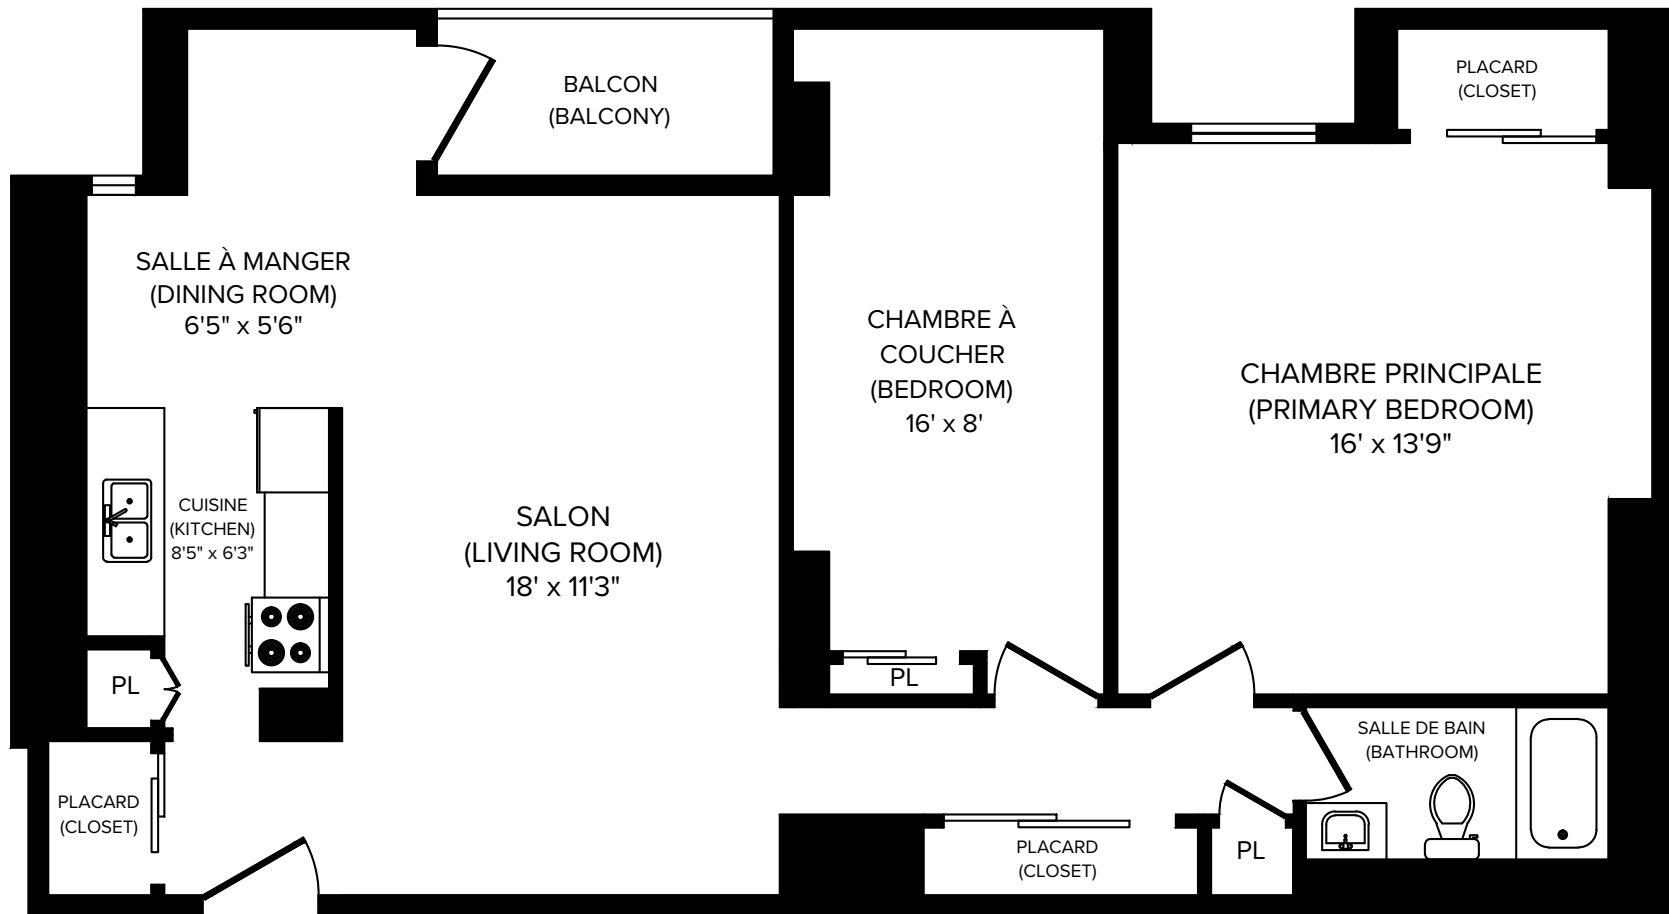 BALCON
(BALCONY)
PLACARD
(CLOSET)
SALLE À MANGER
(DINING ROOM)
6'5" x 5'6"
CHAMBRE À
COUCHER
(BEDROOM)
16' x 8'
CHAMBRE PRINCIPALE
(PRIMARY BEDROOM)
16' x 13'9"
CUISINE
(KITCHEN)
8'5" x 6'3"
SALON
(LIVING ROOM)
18' x 11'3"
PL
PL
SALLE DE BAIN
(BATHROOM)
PLACARD
(CLOSET)
PLACARD
(CLOSET)
PL